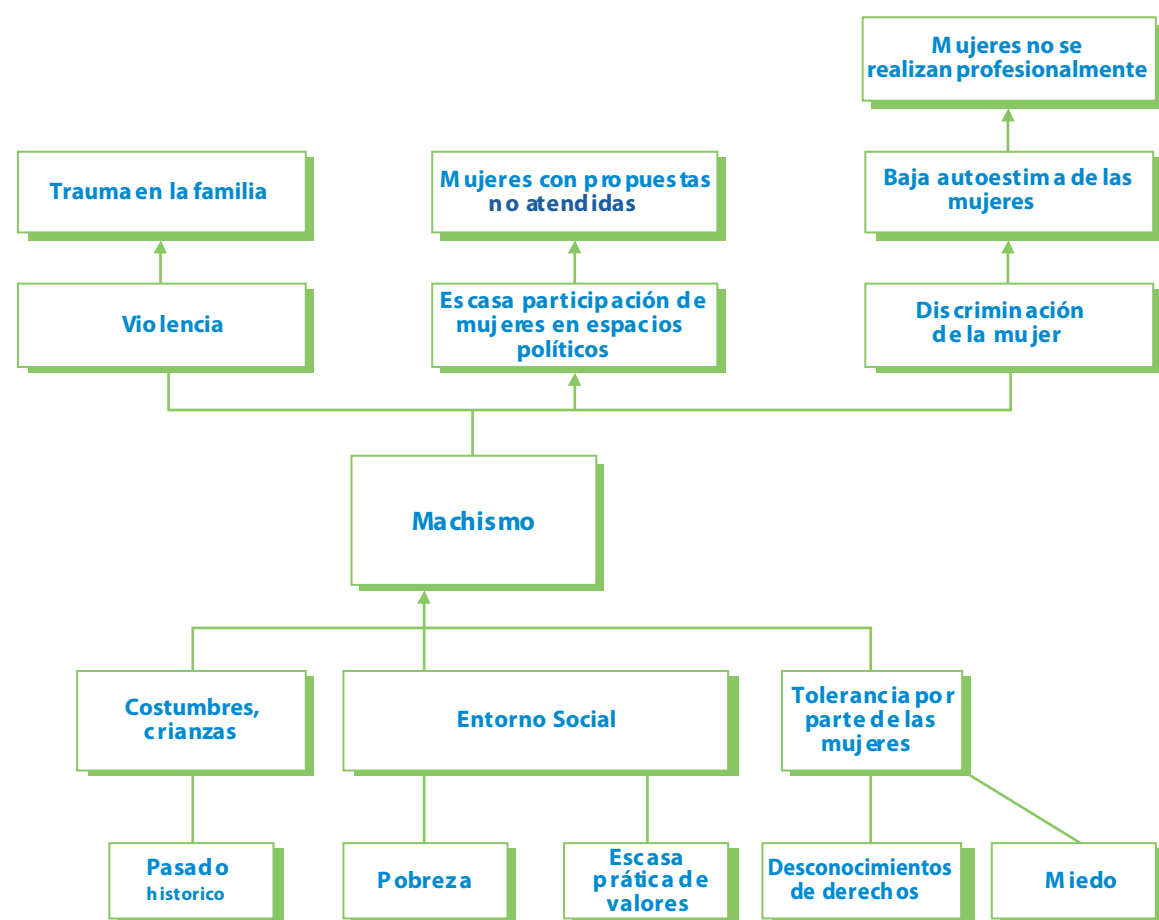 Mujeres no se
realizan profesionalmente
Trauma en la familia
Mujeres con propuestas
no atendidas
Baja autoestima de las
mujeres
Violencia
Escasa participación de
mujeres en espacios
políticos
Discriminación
de la mujer
Machismo
Costumbres,
crianzas
Entorno Social
Tolerancia por
parte de las
mujeres
Pasado
historico
Pobreza
Escasa
prática de
valores
Desconocimientos
de derechos
Miedo